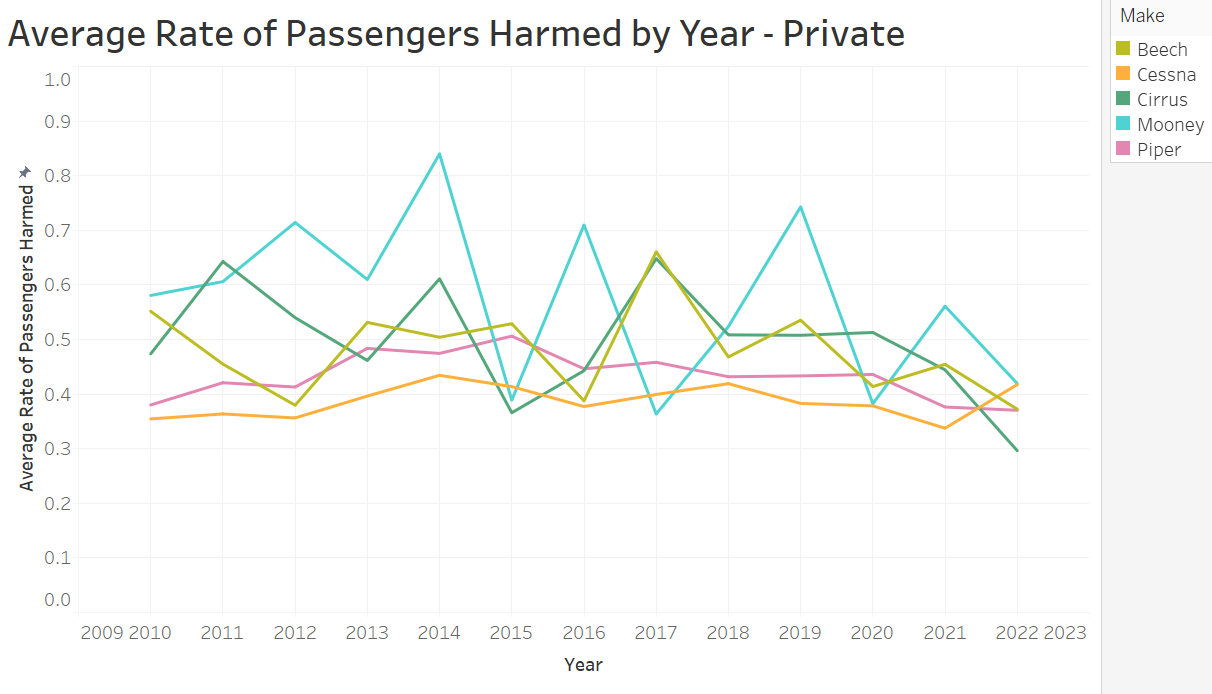 Average Rate of Passengers Harmed by Year - Private
Make
Beech
Cessna
Cirrus
Mooney
Piper
Average Rate of Passengers Harmed
1.0
0.9
0.8
0.7
0.6
0.5
0.4
0.3
0.2
0.1
0.0
2009 2010 2011 2012 2013 2014 2015 2016 2017 2018 2019 2020 2021 2022 2023
Year